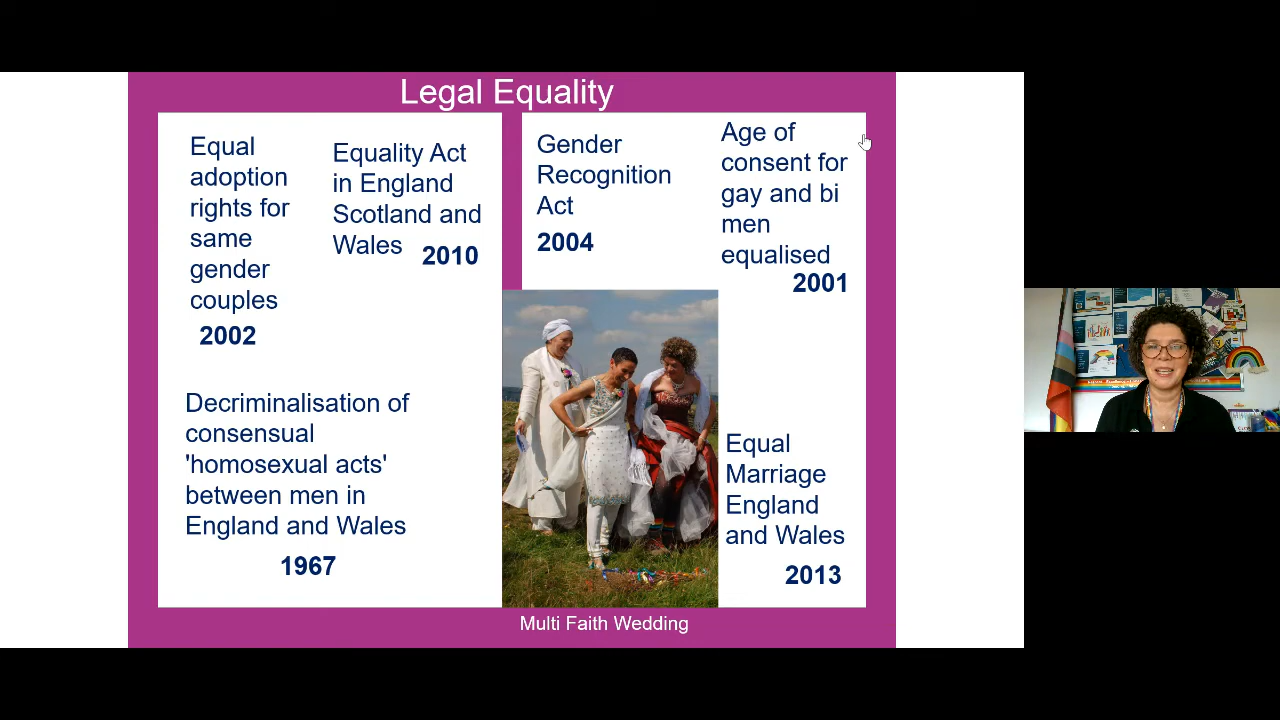 Legal Equality
Equal
adoption
rights for
same
gender
couples
2002
Equality Act
in England
Scotland and
Wales 2010
Gender
Recognition
Act
2004
Age of
consent for
gay and bi
men
equalised
2001
Decriminalisation of
consensual
'homosexual acts'
between men in
England and Wales
1967
Equal
Marriage
England
and Wales
2013
Multi Faith Wedding